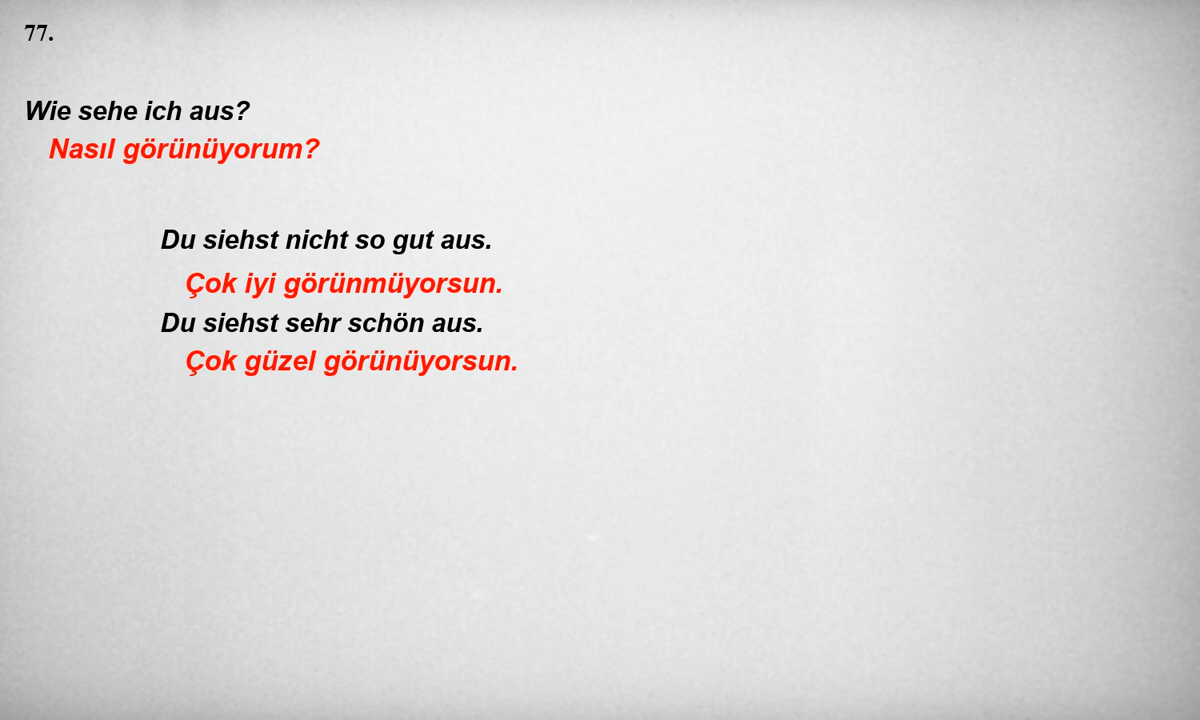 77.
Wie sehe ich aus?
Nasıl görünüyorum?
Du siehst nicht so gut aus.
Çok iyi görünmüyorsun.
Du siehst sehr schön aus.
Çok güzel görünüyorsun.